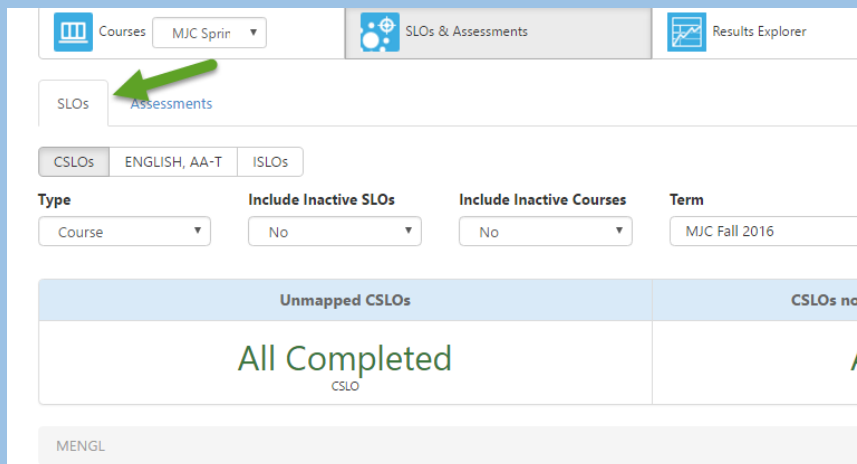 Courses MJC Sprir SLOs & Assessments Results Explorer
SLOs Assessments
CSLOs ENGLISH, AA-T ISLOs
Type Include Inactive SLOs Include Inactive Courses Term
Course No No MJC Fall 2016
Unmapped CSLOs CSLOs no
All Completed
CSLO
MENGL